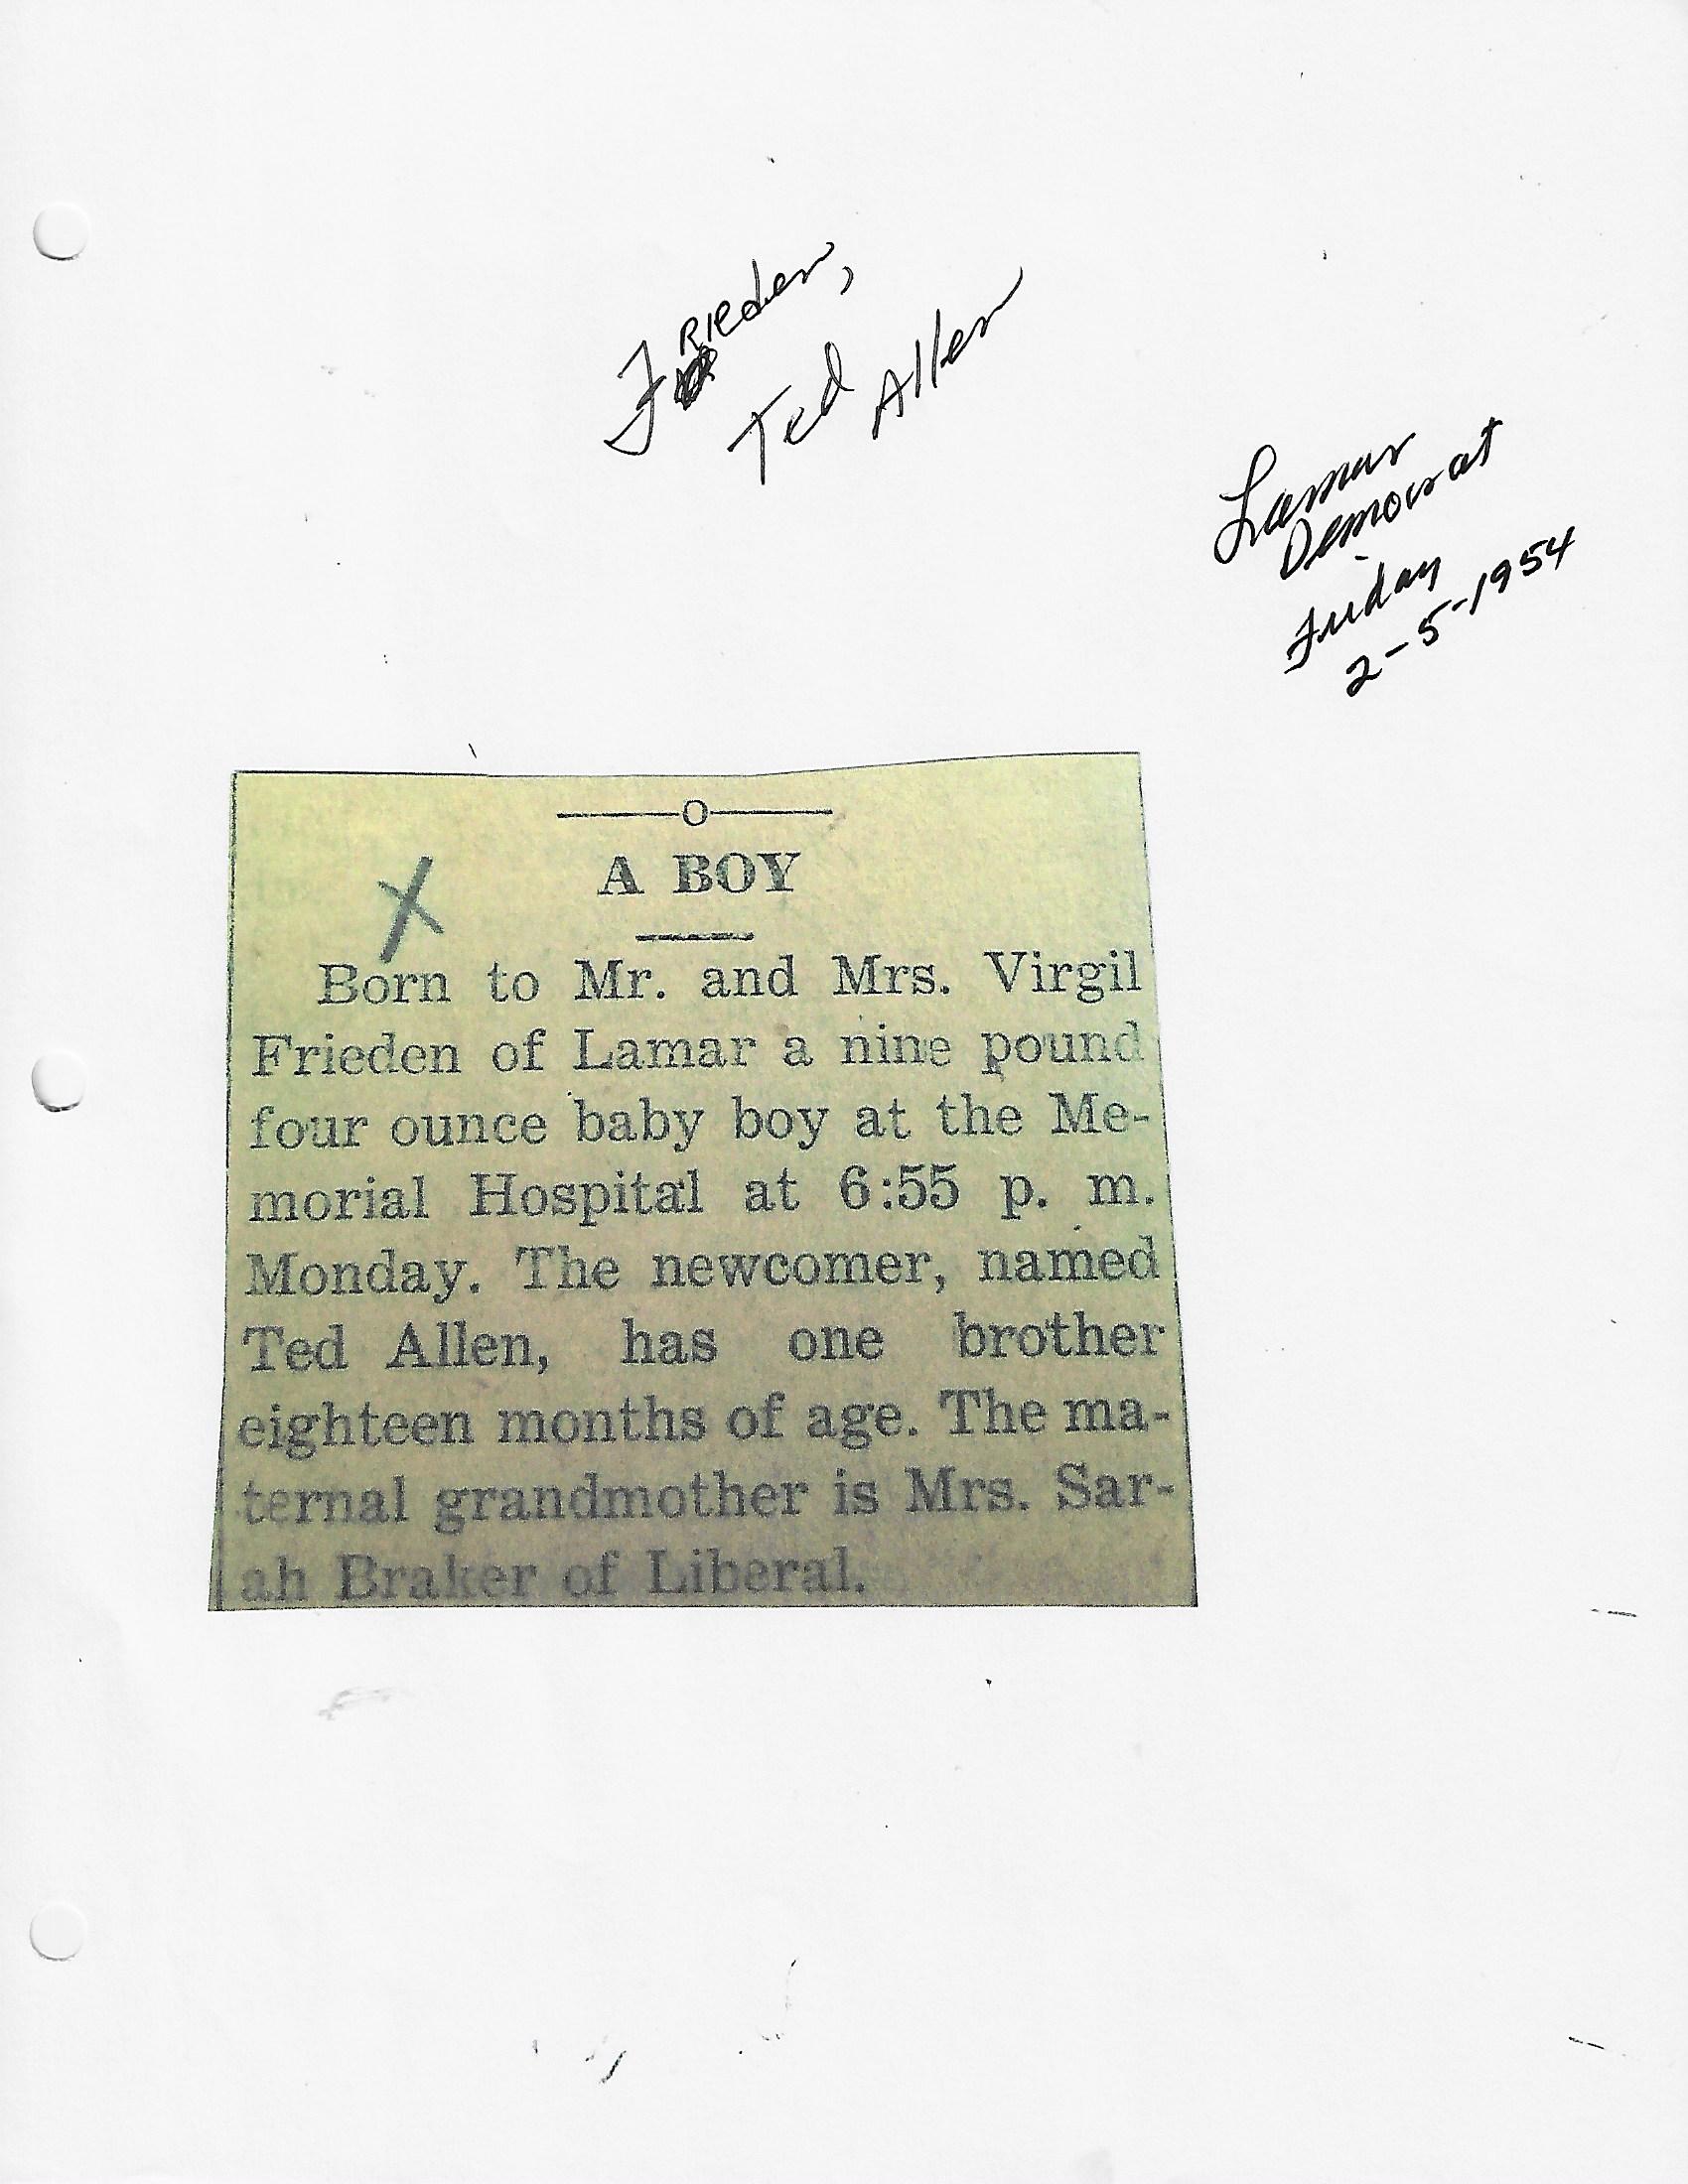 Frieden,
Ted Allen
Lamar
Democrat
Friday
2-5-1954
O
A BOY
X
Born to Mr. and Mrs. Virgil
Frieden of Lamar a nine pound
four ounce baby boy at the Me-
morial Hospital at 6:55 p. m.
Monday. The newcomer, named
Ted Allen, has one brother
eighteen months of age. The ma-
ternal grandmother is Mrs. Sar-
ah Braker of Liberal.